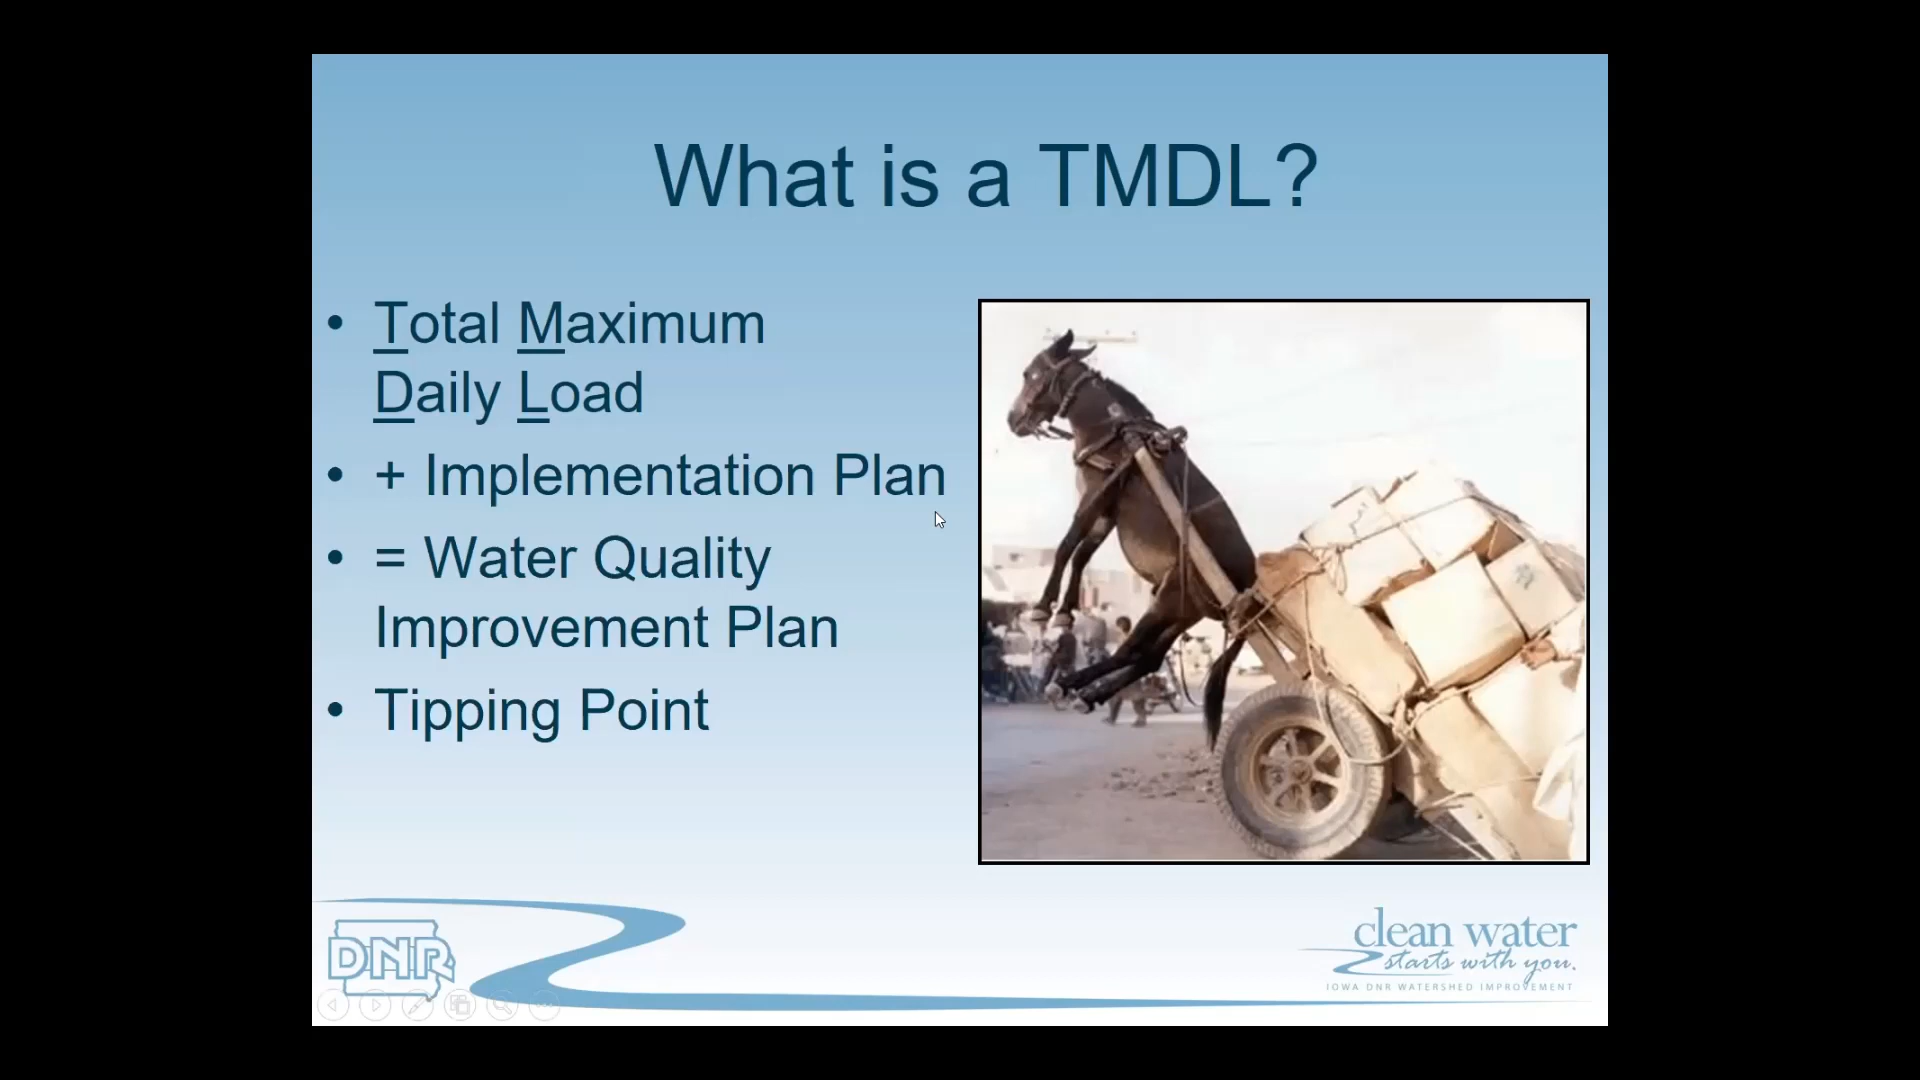 What is a TMDL?
• Total Maximum
Daily Load
• + Implementation Plan
• = Water Quality
Improvement Plan
• Tipping Point
DNR
clean water
starts with you.
IOWA DNR WATERSHED IMPROVEMENT